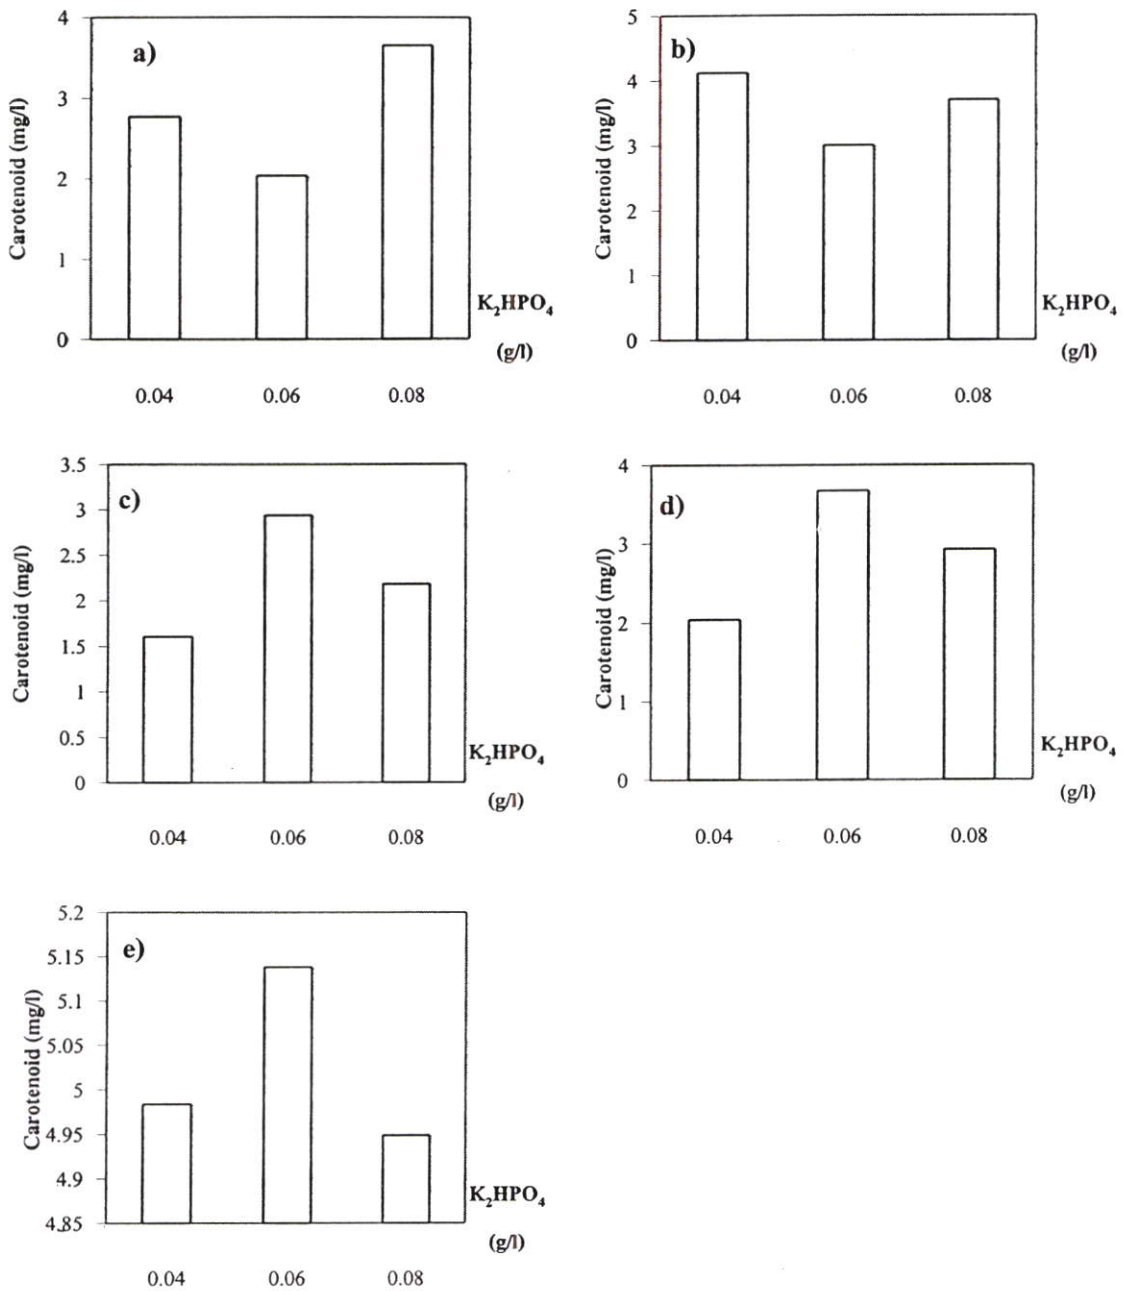 a)
Carotenoid (mg/l)
4
3
2
1
0
0.04 0.06 0.08
K₂HPO₄
(g/l)
b)
Carotenoid (mg/l)
5
4
3
2
1
0
0.04 0.06 0.08
K₂HPO₄
(g/l)
c)
Carotenoid (mg/l)
3.5
3
2.5
2
1.5
1
0.5
0
0.04 0.06 0.08
K₂HPO₄
(g/l)
d)
Carotenoid (mg/l)
4
3
2
1
0
0.04 0.06 0.08
K₂HPO₄
(g/l)
e)
Carotenoid (mg/l)
5.2
5.15
5.1
5.05
5
4.95
4.9
4.85
0.04 0.06 0.08
K₂HPO₄
(g/l)